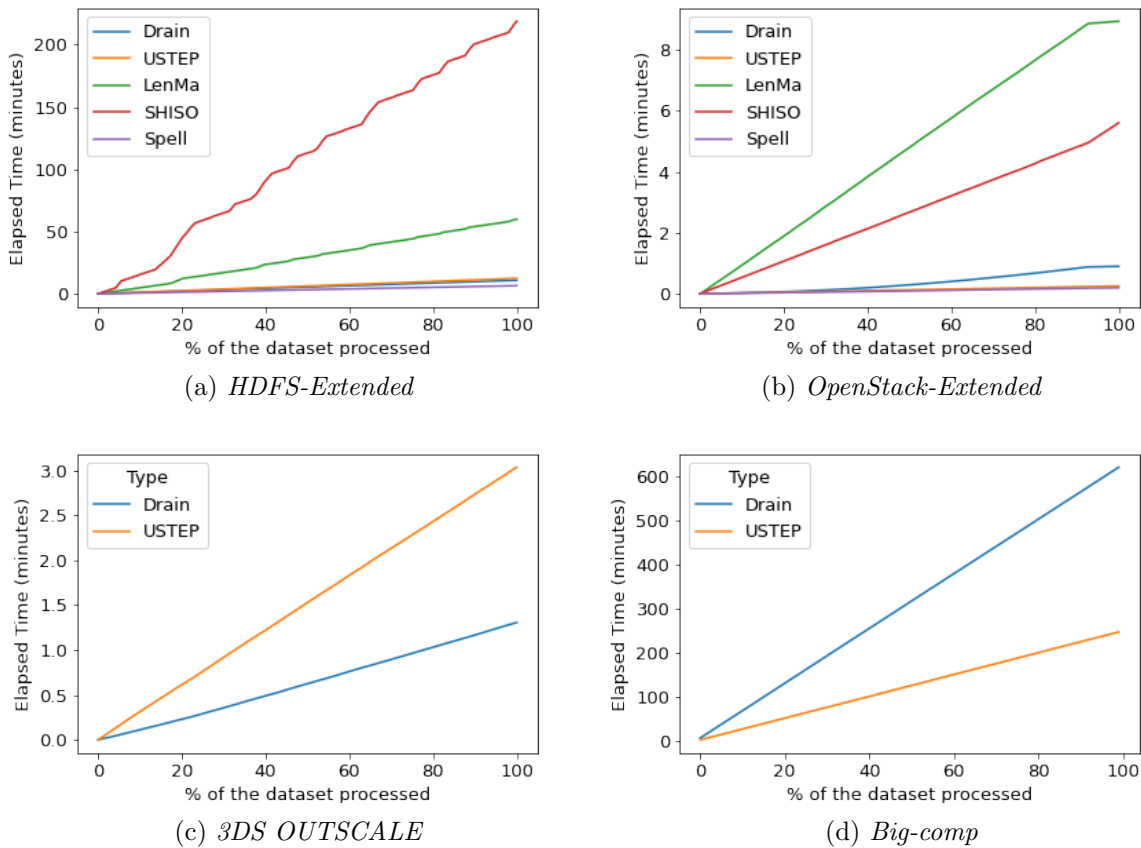 Drain
USTEP
LenMa
SHISO
Spell
200
150
100
50
0
Elapsed Time (minutes)
0 20 40 60 80 100
% of the dataset processed
(a) HDFS-Extended
Drain
USTEP
LenMa
SHISO
Spell
8
6
4
2
0
Elapsed Time (minutes)
0 20 40 60 80 100
% of the dataset processed
(b) OpenStack-Extended
Type
Drain
USTEP
3.0
2.5
2.0
1.5
1.0
0.5
0.0
Elapsed Time (minutes)
0 20 40 60 80 100
% of the dataset processed
(c) 3DS OUTSCALE
Type
Drain
USTEP
600
500
400
300
200
100
0
Elapsed Time (minutes)
0 20 40 60 80 100
% of the dataset processed
(d) Big-comp